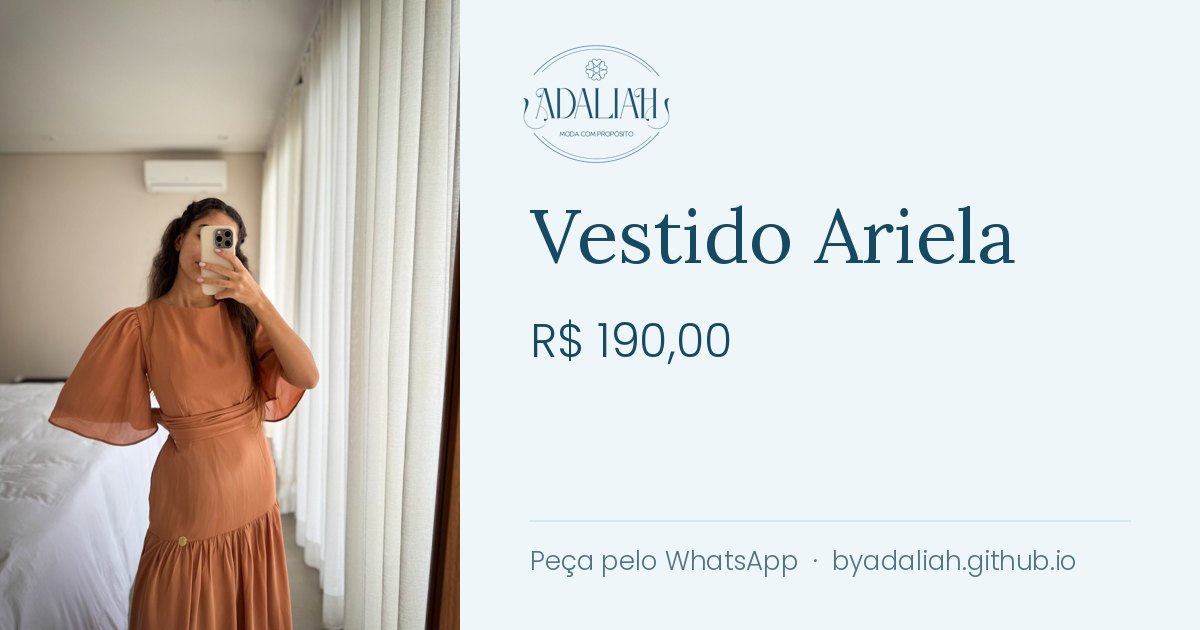 ADALIAH
MODA COM PROPÓSITO
Vestido Ariela
R$ 190,00
Peça pelo WhatsApp · byadaliah.github.io